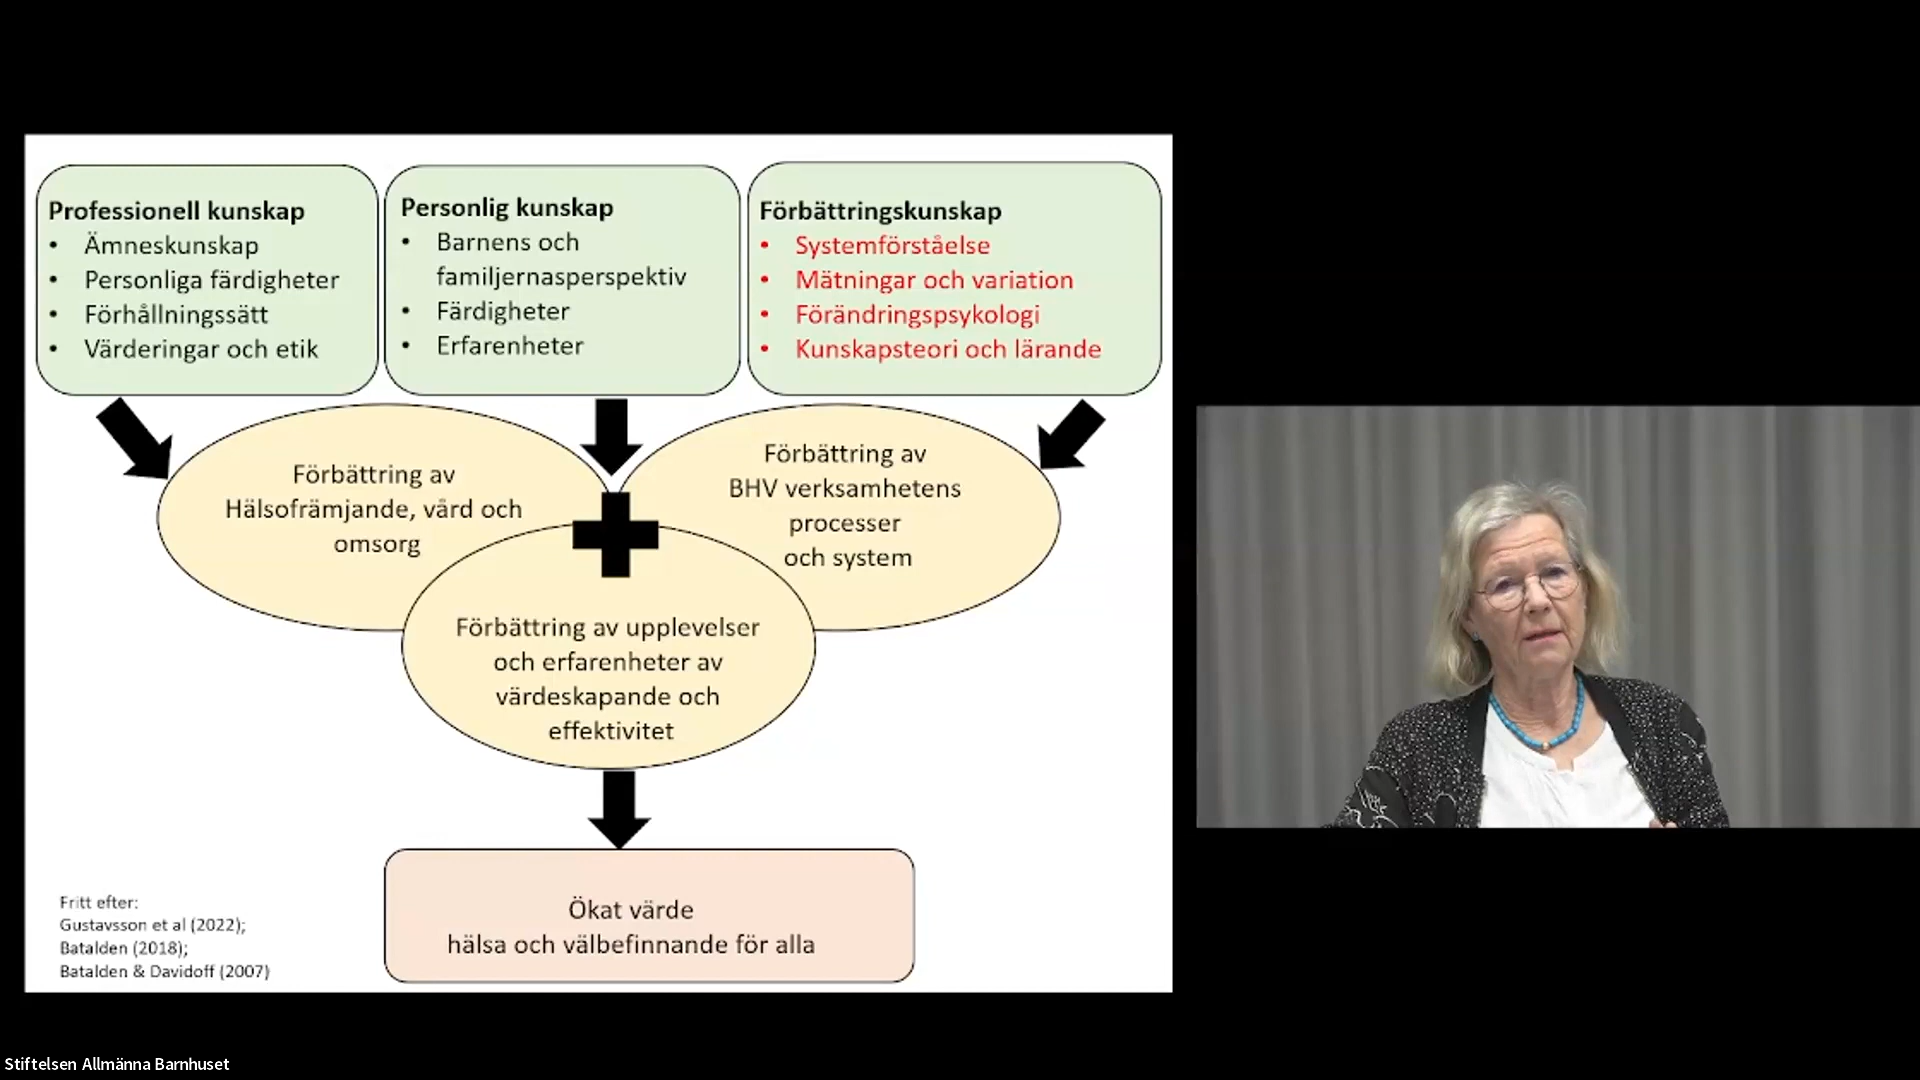 Professionell kunskap
• Ämneskunskap
• Personliga färdigheter
• Förhållningssätt
• Värderingar och etik
Personlig kunskap
• Barnens och
familjernasperspektiv
• Färdigheter
• Erfarenheter
Förbättringskunskap
• Systemförståelse
• Mätningar och variation
• Förändringspsykologi
• Kunskapsteori och lärande
Förbättring av
Hälsofrämjande, vård och
omsorg
Förbättring av
BHV verksamhetens
processer
och system
Förbättring av upplevelser
och erfarenheter av
värdeskapande och
effektivitet
Ökat värde
hälsa och välbefinnande för alla
Fritt efter:
Gustavsson et al (2022);
Batalden (2018);
Batalden & Davidoff (2007)
Stiftelsen Allmänna Barnhuset